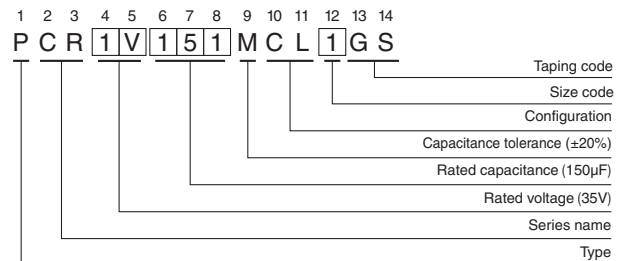 1 2 3 4 5 6 7 8 9 10 11 12 13 14
P C R 1 V 1 5 1 M C L 1 G S
Taping code
Size code
Configuration
Capacitance tolerance (±20%)
Rated capacitance (150μF)
Rated voltage (35V)
Series name
Type